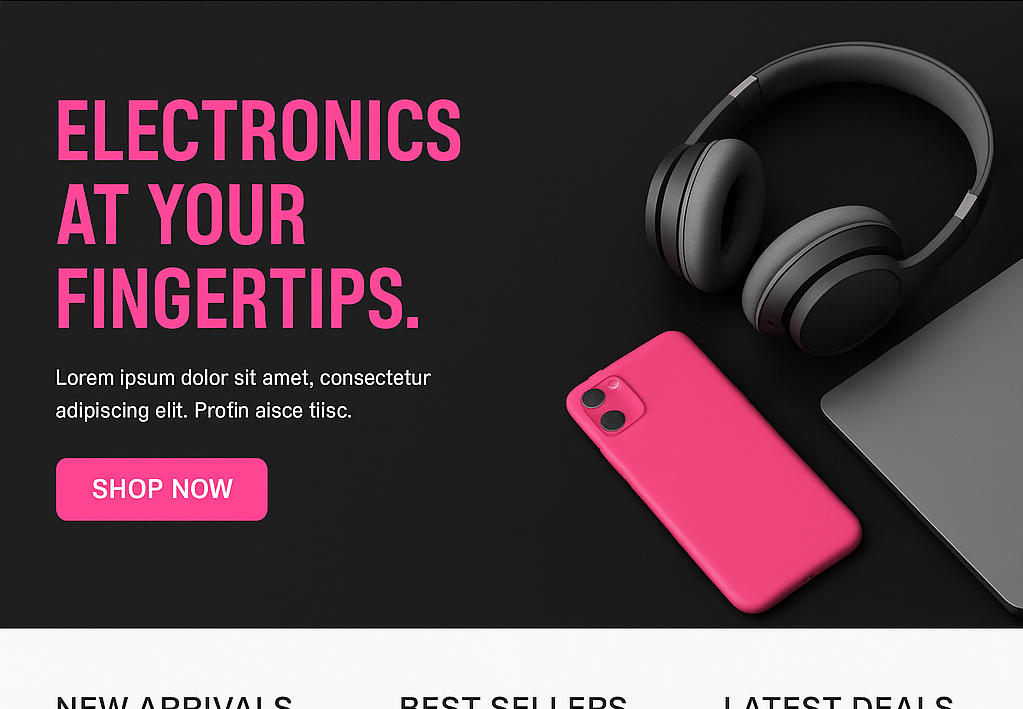 ELECTRONICS
AT YOUR
FINGERTIPS.
Lorem ipsum dolor sit amet, consectetur
adipiscing elit. Profin aisce tiisc.
SHOP NOW
NEW ARRIVALS
BEST SELLERS
LATEST DEALS